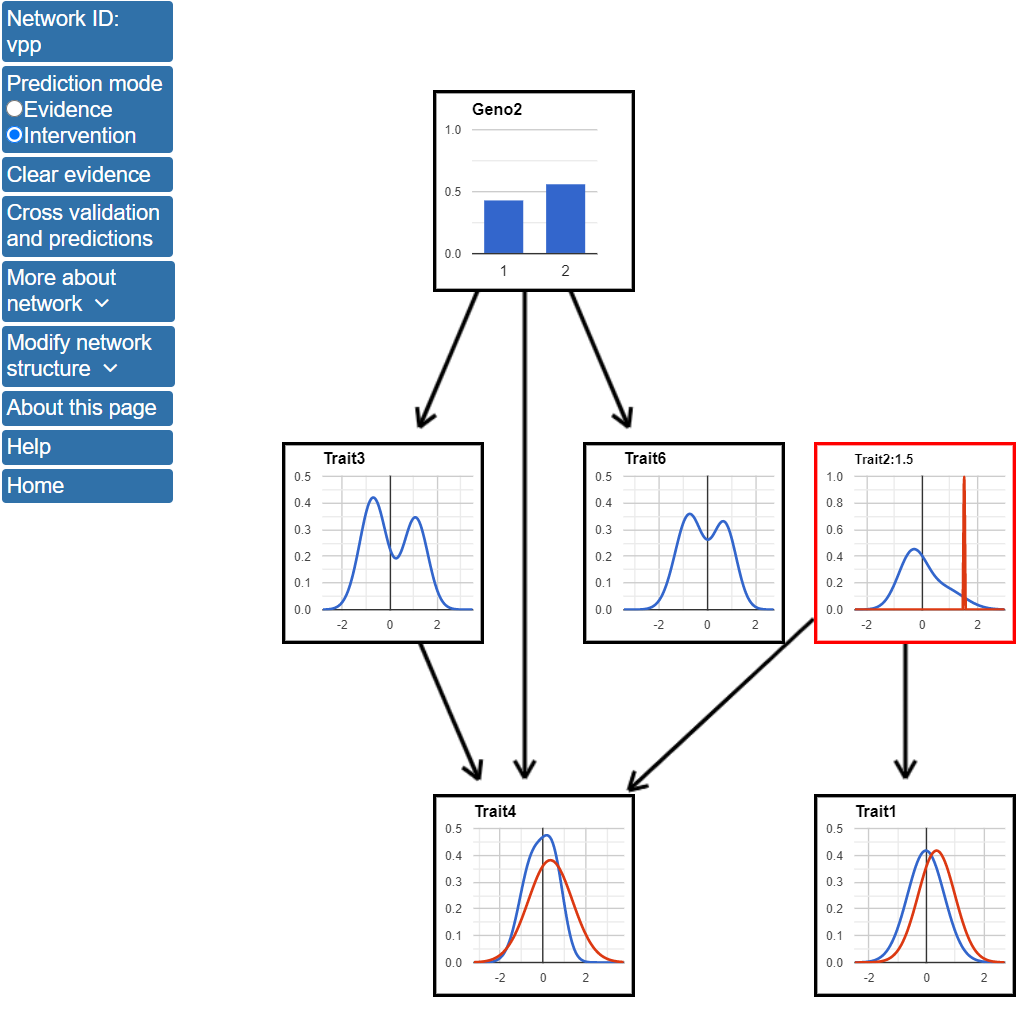 Network ID:
vpp
Prediction mode
Evidence
Intervention
Clear evidence
Cross validation
and predictions
More about
network
Modify network
structure
About this page
Help
Home
Geno2
1.0
0.5
0.0
1 2
Trait3
0.5
0.4
0.3
0.2
0.1
0.0
-2 0 2
Trait6
0.5
0.4
0.3
0.2
0.1
0.0
-2 0 2
Trait2:1.5
1.0
0.8
0.6
0.4
0.2
0.0
-2 0 2
Trait4
0.5
0.4
0.3
0.2
0.1
0.0
-2 0 2
Trait1
0.5
0.4
0.3
0.2
0.1
0.0
-2 0 2